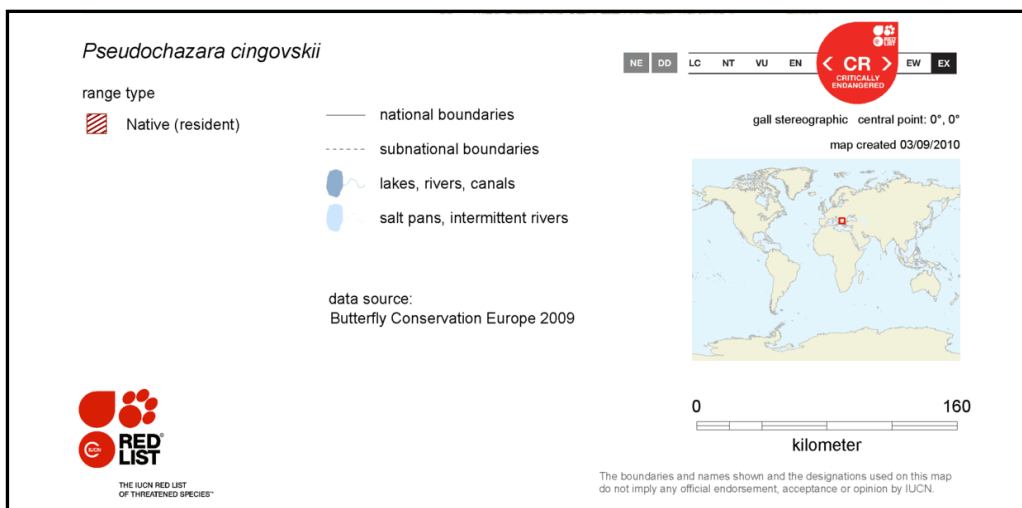 Pseudochazara cingovskii
range type
Native (resident)
national boundaries
subnational boundaries
lakes, rivers, canals
salt pans, intermittent rivers
data source:
Butterfly Conservation Europe 2009
NE DD LC NT VU EN < CR > EW EX
CRITICALLY
ENDANGERED
RED
LIST
gall stereographic central point: 0°, 0°
map created 03/09/2010
0 160
kilometer
IUCN
RED
LIST
THE IUCN RED LIST
OF THREATENED SPECIES™
The boundaries and names shown and the designations used on this map
do not imply any official endorsement, acceptance or opinion by IUCN.